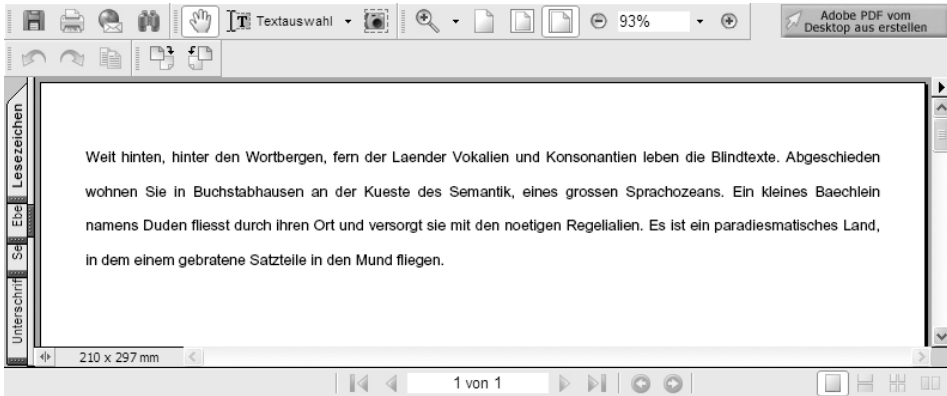 Textauswahl
93%
Adobe PDF vom
Desktop aus erstellen
Lesezeichen
Ebe
Se
Unterschrif
Weit hinten, hinter den Wortbergen, fern der Laender Vokalien und Konsonantien leben die Blindtexte. Abgeschieden
wohnen Sie in Buchstabhausen an der Kueste des Semantik, eines grossen Sprachozeans. Ein kleines Baechlein
namens Duden fliesst durch ihren Ort und versorgt sie mit den noetigen Regelialien. Es ist ein paradiesmatisches Land,
in dem einem gebratene Satzteile in den Mund fliegen.
210 x 297 mm
1 von 1